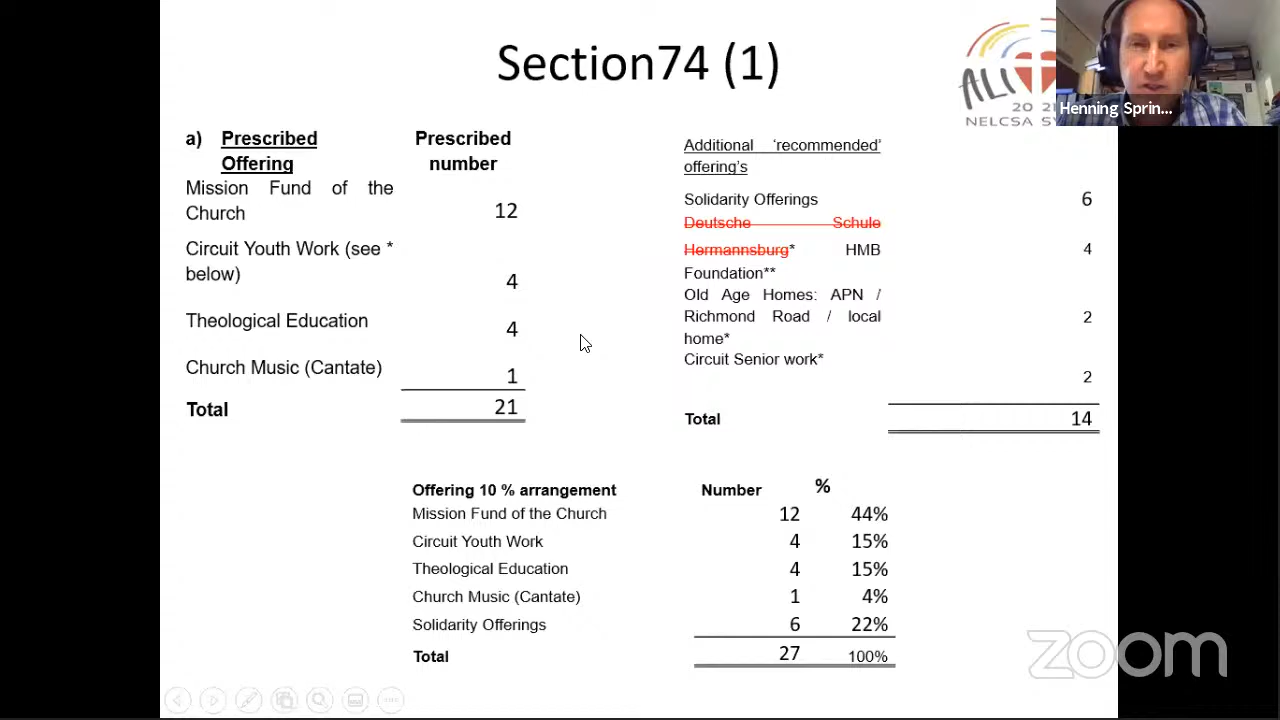 Section74 (1)
ALI
20 2
NELCSA
Henning Sprin...
a) Prescribed Offering
Prescribed number
Mission Fund of the Church 12
Circuit Youth Work (see * below) 4
Theological Education 4
Church Music (Cantate) 1
Total 21
Additional 'recommended' offering's
Solidarity Offerings 6
Deutsche Schule
Hermannsburg* HMB
Foundation** 4
Old Age Homes: APN /
Richmond Road / local
home* 2
Circuit Senior work* 2
Total 14
Offering 10 % arrangement Number %
Mission Fund of the Church 12 44%
Circuit Youth Work 4 15%
Theological Education 4 15%
Church Music (Cantate) 1 4%
Solidarity Offerings 6 22%
Total 27 100%
zoom